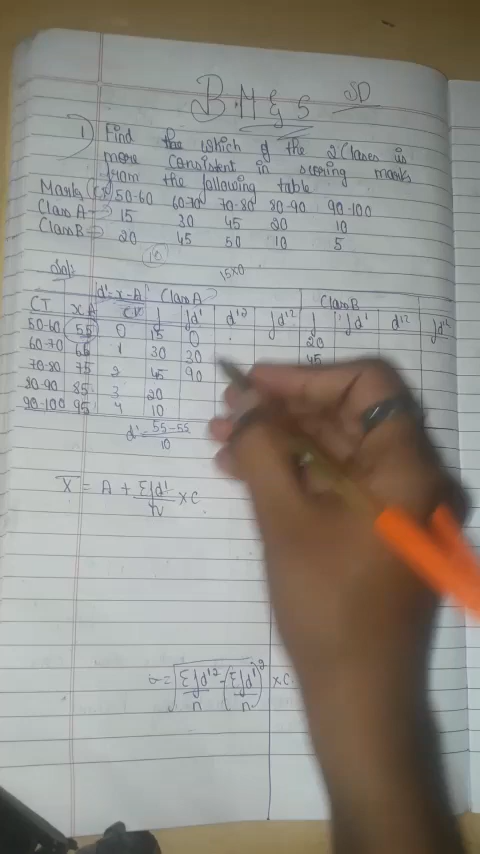 B.M & S SD
1) Find the which of the 2 Classes is
more consistent in scoring marks
from the following table
Marks (CI) 50-60 60-70 70-80 80-90 90-100
Class A → 15 30 45 20 10
Class B → 20 45 50 10 5
10
15x0
Sol:
d'=x-A Class A Class B
CI x A C.V f fd' d'² fd'² f fd' d'² fd'²
50-60 55 0 15 0 20
60-70 65 1 30 30 45
70-80 75 2 45 90
80-90 85 3 20
90-100 95 4 10
d' = 55-55/10
X̄ = A + Σfd'/N × C
σ = √Σfd'²/n - (Σfd'/n)² × C